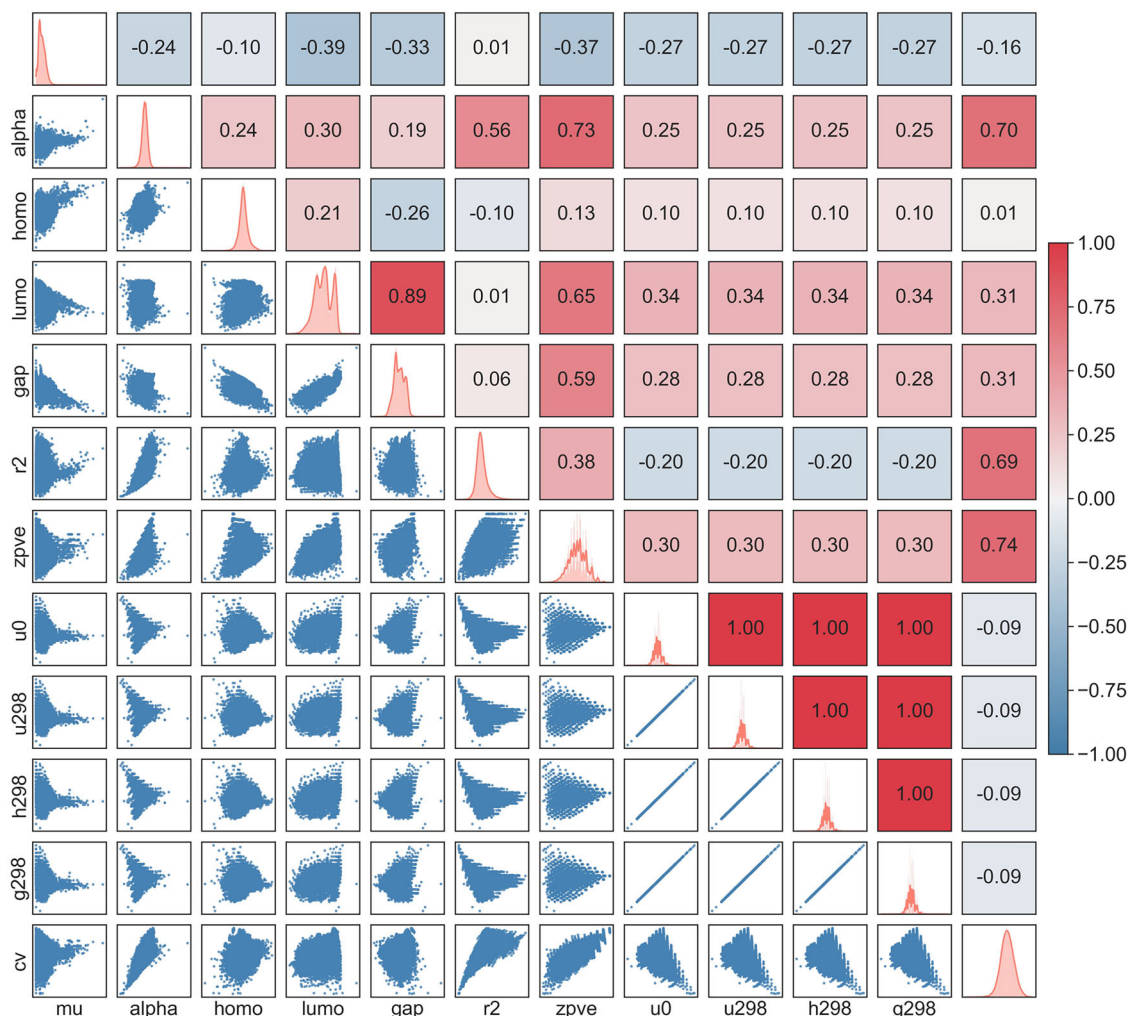 -0.24 -0.10 -0.39 -0.33 0.01 -0.37 -0.27 -0.27 -0.27 -0.27 -0.16
alpha 0.24 0.30 0.19 0.56 0.73 0.25 0.25 0.25 0.25 0.70
homo 0.21 -0.26 -0.10 0.13 0.10 0.10 0.10 0.10 0.01
1.00
lumo 0.89 0.01 0.65 0.34 0.34 0.34 0.34 0.31
0.75
gap 0.06 0.59 0.28 0.28 0.28 0.28 0.31
0.50
0.25
r2 0.38 -0.20 -0.20 -0.20 -0.20 0.69
0.00
zpve 0.30 0.30 0.30 0.30 0.74
−0.25
u0 1.00 1.00 1.00 -0.09
−0.50
u298 1.00 1.00 -0.09
−0.75
−1.00
h298 1.00 -0.09
g298 -0.09
cv
mu alpha homo lumo gap r2 zpve u0 u298 h298 g298